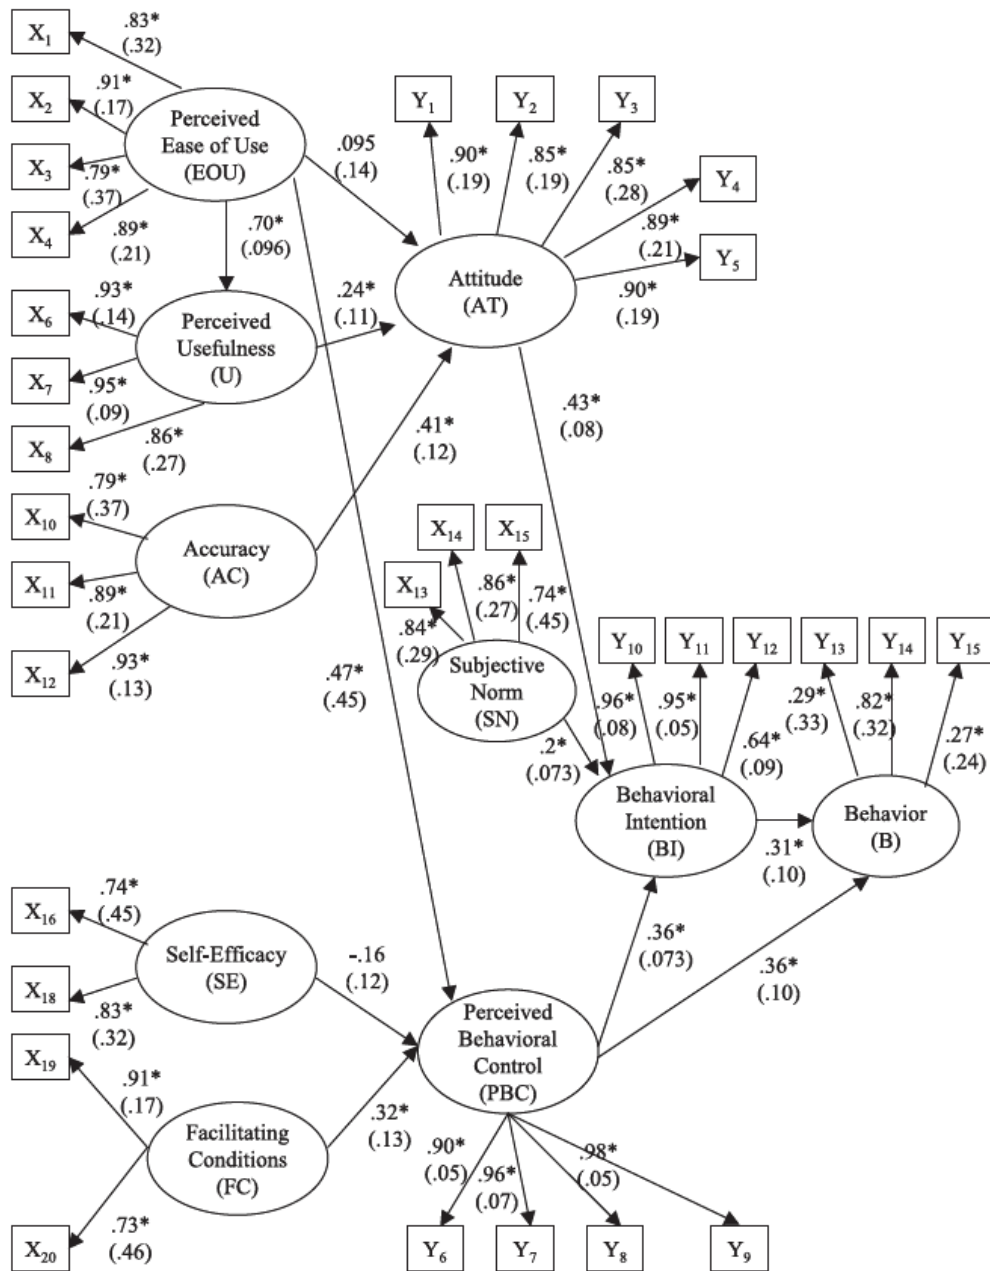 X1
.83*
(.32)
X2
.91*
(.17)
X3
.79*
(.37)
X4
.89*
(.21)
Perceived
Ease of Use
(EOU)
.095
(.14)
.70*
(.096)
Y1
Y2
Y3
Y4
Y5
.90*
(.19)
.85*
(.19)
.85*
(.28)
.89*
(.21)
.90*
(.19)
Attitude
(AT)
X6
.93*
(.14)
X7
.95*
(.09)
X8
.86*
(.27)
Perceived
Usefulness
(U)
.24*
(.11)
.41*
(.12)
.43*
(.08)
X10
.79*
(.37)
X11
.89*
(.21)
X12
.93*
(.13)
Accuracy
(AC)
X13
X14
X15
.84*
(.29)
.86*
(.27)
.74*
(.45)
Subjective
Norm
(SN)
.47*
(.45)
.2*
(.073)
Y10
Y11
Y12
.96*
(.08)
.95*
(.05)
.64*
(.09)
Behavioral
Intention
(BI)
Y13
Y14
Y15
.29*
(.33)
.82*
(.32)
.27*
(.24)
Behavior
(B)
.31*
(.10)
.36*
(.073)
.36*
(.10)
X16
.74*
(.45)
X18
.83*
(.32)
Self-Efficacy
(SE)
-.16
(.12)
X19
.91*
(.17)
X20
.73*
(.46)
Facilitating
Conditions
(FC)
.32*
(.13)
Perceived
Behavioral
Control
(PBC)
.90*
(.05)
.96*
(.07)
.98*
(.05)
Y6
Y7
Y8
Y9